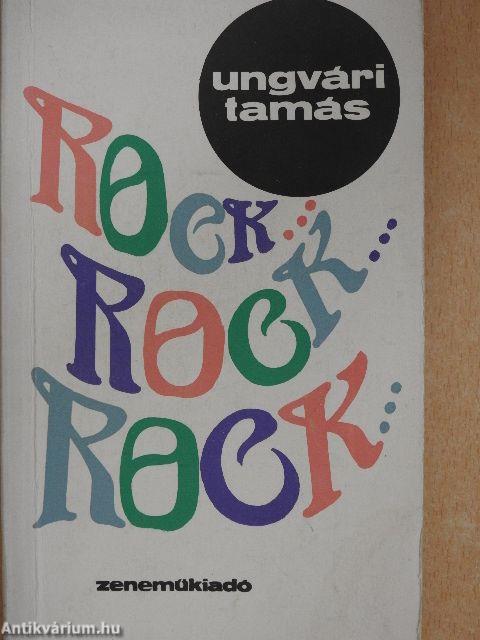 ungvári
tamás
ROCK...
ROCK...
ROCK...
zeneműkiadó
Antikvárium.hu